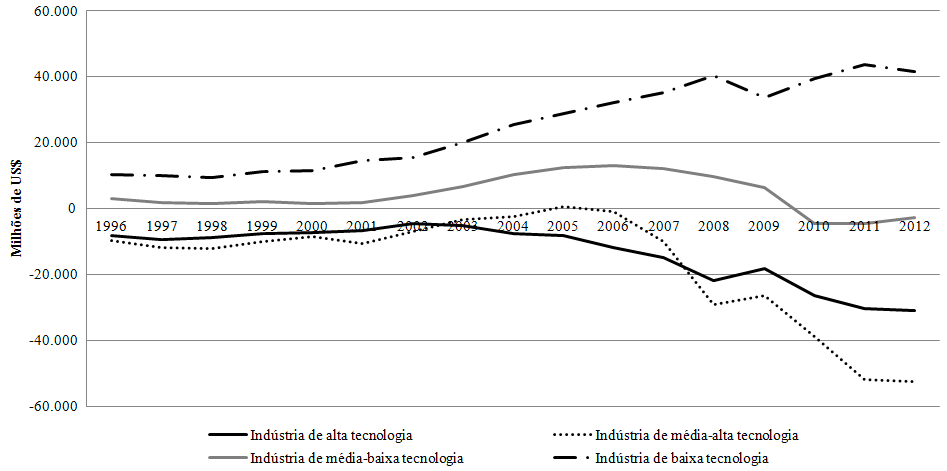 60.000
40.000
20.000
0
-20.000
-40.000
-60.000
Milhões de US$
1996 1997 1998 1999 2000 2001 2002 2003 2004 2005 2006 2007 2008 2009 2010 2011 2012
Indústria de alta tecnologia Indústria de média-alta tecnologia
Indústria de média-baixa tecnologia Indústria de baixa tecnologia